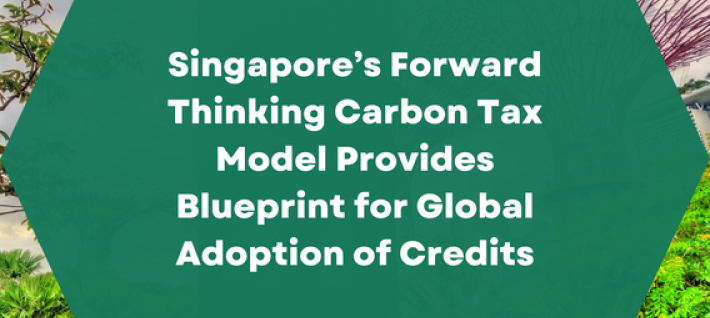 Singapore’s Forward
Thinking Carbon Tax
Model Provides
Blueprint for Global
Adoption of Credits